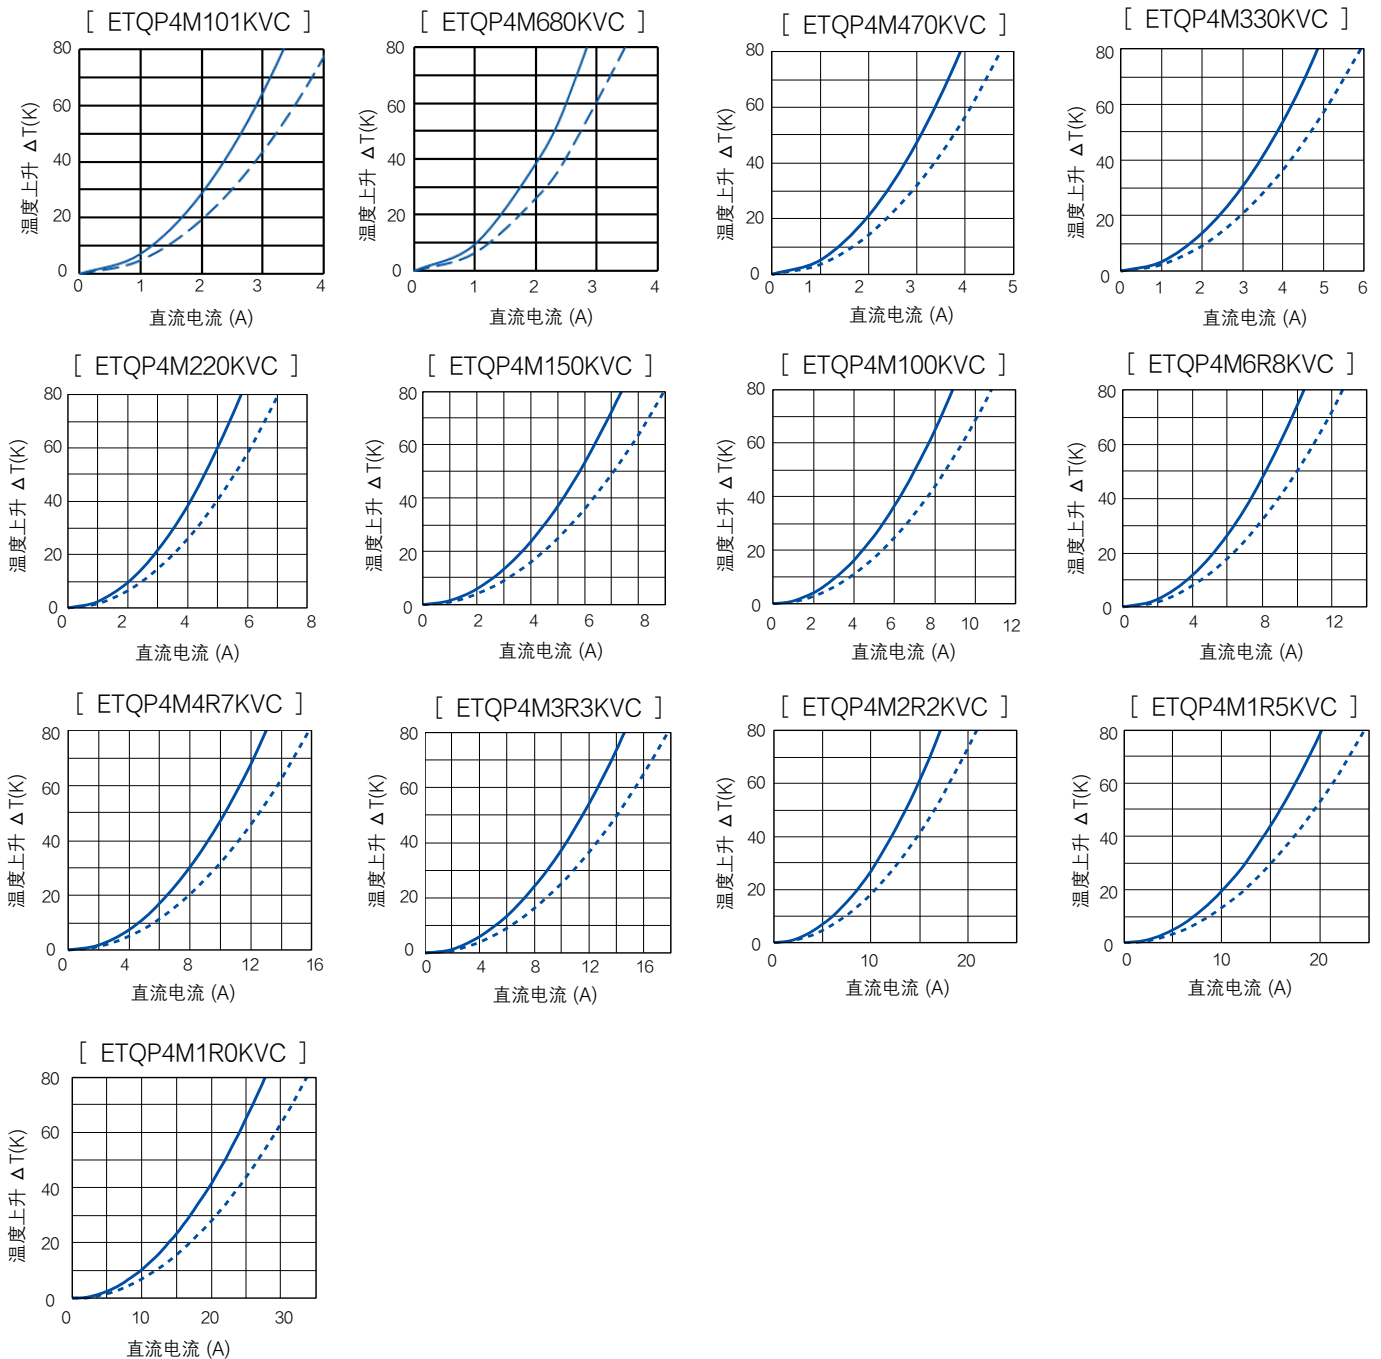 [ ETQP4M101KVC ]
80
60
40
20
0
0 1 2 3 4
温度上升 ΔT(K)
直流电流 (A)
[ ETQP4M680KVC ]
80
60
40
20
0
0 1 2 3 4
温度上升 ΔT(K)
直流电流 (A)
[ ETQP4M470KVC ]
80
60
40
20
0
0 1 2 3 4 5
温度上升 ΔT(K)
直流电流 (A)
[ ETQP4M330KVC ]
80
60
40
20
0
0 1 2 3 4 5 6
温度上升 ΔT(K)
直流电流 (A)
[ ETQP4M220KVC ]
80
60
40
20
0
0 2 4 6 8
温度上升 ΔT(K)
直流电流 (A)
[ ETQP4M150KVC ]
80
60
40
20
0
0 2 4 6 8
温度上升 ΔT(K)
直流电流 (A)
[ ETQP4M100KVC ]
80
60
40
20
0
0 2 4 6 8 10 12
温度上升 ΔT(K)
直流电流 (A)
[ ETQP4M6R8KVC ]
80
60
40
20
0
0 4 8 12
温度上升 ΔT(K)
直流电流 (A)
[ ETQP4M4R7KVC ]
80
60
40
20
0
0 4 8 12 16
温度上升 ΔT(K)
直流电流 (A)
[ ETQP4M3R3KVC ]
80
60
40
20
0
0 4 8 12 16
温度上升 ΔT(K)
直流电流 (A)
[ ETQP4M2R2KVC ]
80
60
40
20
0
0 10 20
温度上升 ΔT(K)
直流电流 (A)
[ ETQP4M1R5KVC ]
80
60
40
20
0
0 10 20
温度上升 ΔT(K)
直流电流 (A)
[ ETQP4M1R0KVC ]
80
60
40
20
0
0 10 20 30
温度上升 ΔT(K)
直流电流 (A)